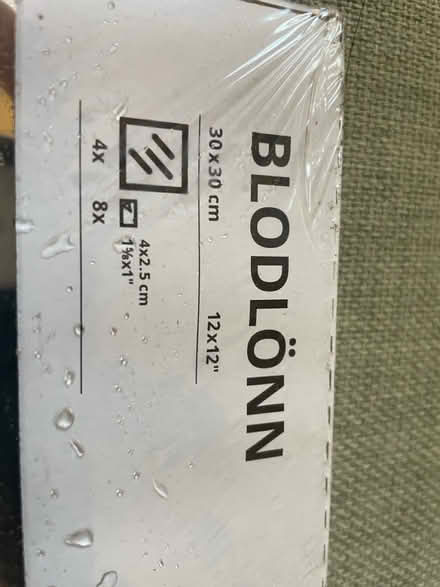 BLODLÖNN
30x30 cm 12x12"
4x2.5 cm
1⅝x1"
4x 8x